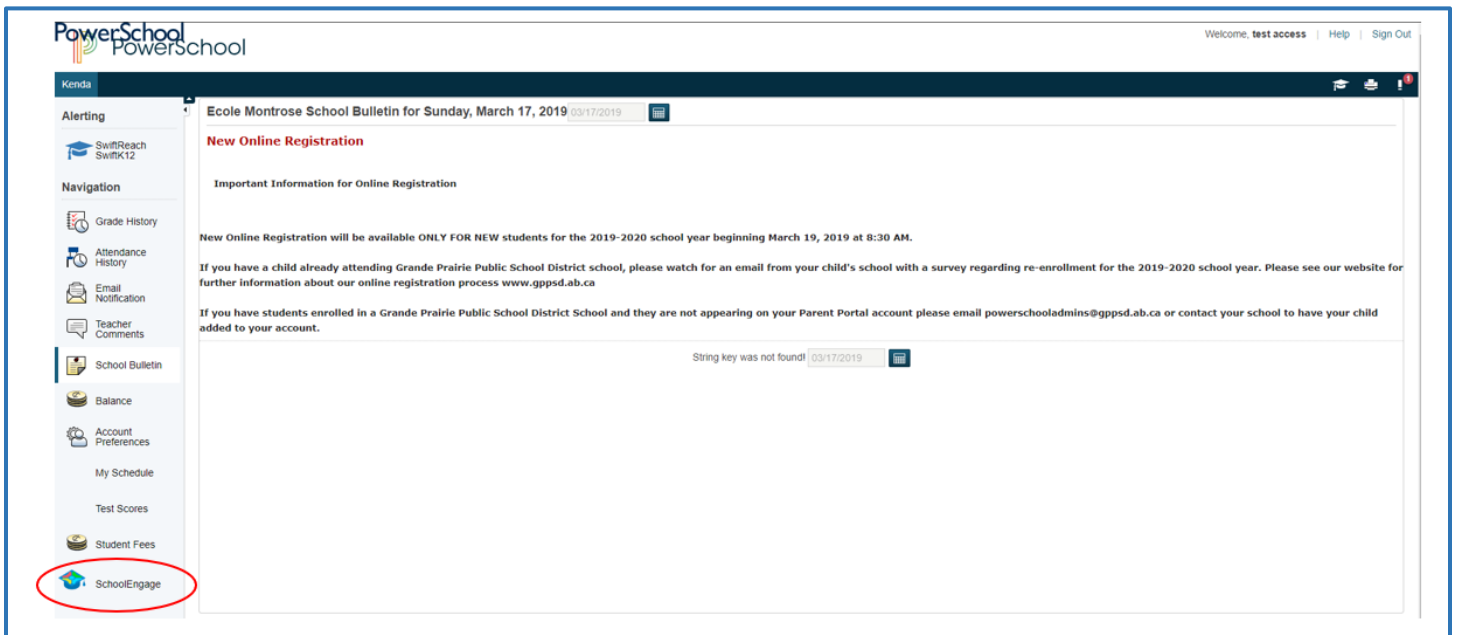 PowerSchool
PowerSchool
Welcome, test access | Help | Sign Out
Kenda
1
Alerting
SwiftReach
SwiftK12
Navigation
Grade History
Attendance
History
Email
Notification
Teacher
Comments
School Bulletin
Balance
Account
Preferences
My Schedule
Test Scores
Student Fees
SchoolEngage
Ecole Montrose School Bulletin for Sunday, March 17, 2019 03/17/2019
New Online Registration
Important Information for Online Registration
New Online Registration will be available ONLY FOR NEW students for the 2019-2020 school year beginning March 19, 2019 at 8:30 AM.
If you have a child already attending Grande Prairie Public School District school, please watch for an email from your child's school with a survey regarding re-enrollment for the 2019-2020 school year. Please see our website for
further information about our online registration process www.gppsd.ab.ca
If you have students enrolled in a Grande Prairie Public School District School and they are not appearing on your Parent Portal account please email powerschooladmins@gppsd.ab.ca or contact your school to have your child
added to your account.
String key was not found! 03/17/2019